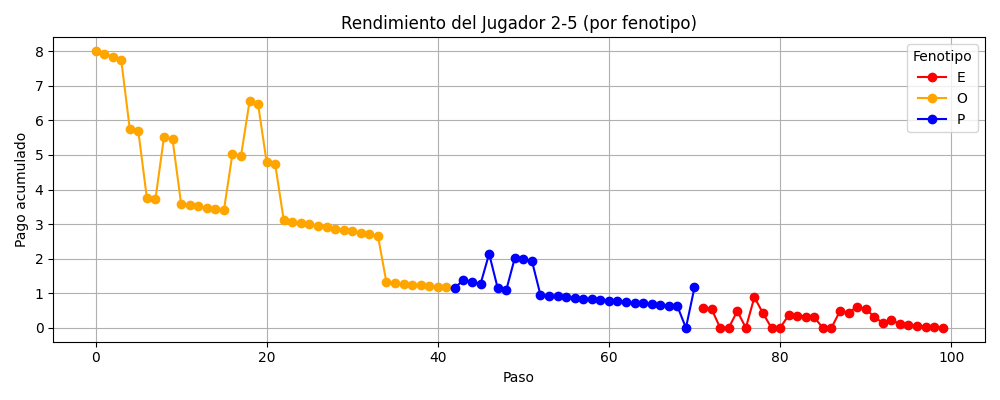 Rendimiento del Jugador 2-5 (por fenotipo)
Pago acumulado
8
7
6
5
4
3
2
1
0
Fenotipo
E
O
P
0 20 40 60 80 100
Paso